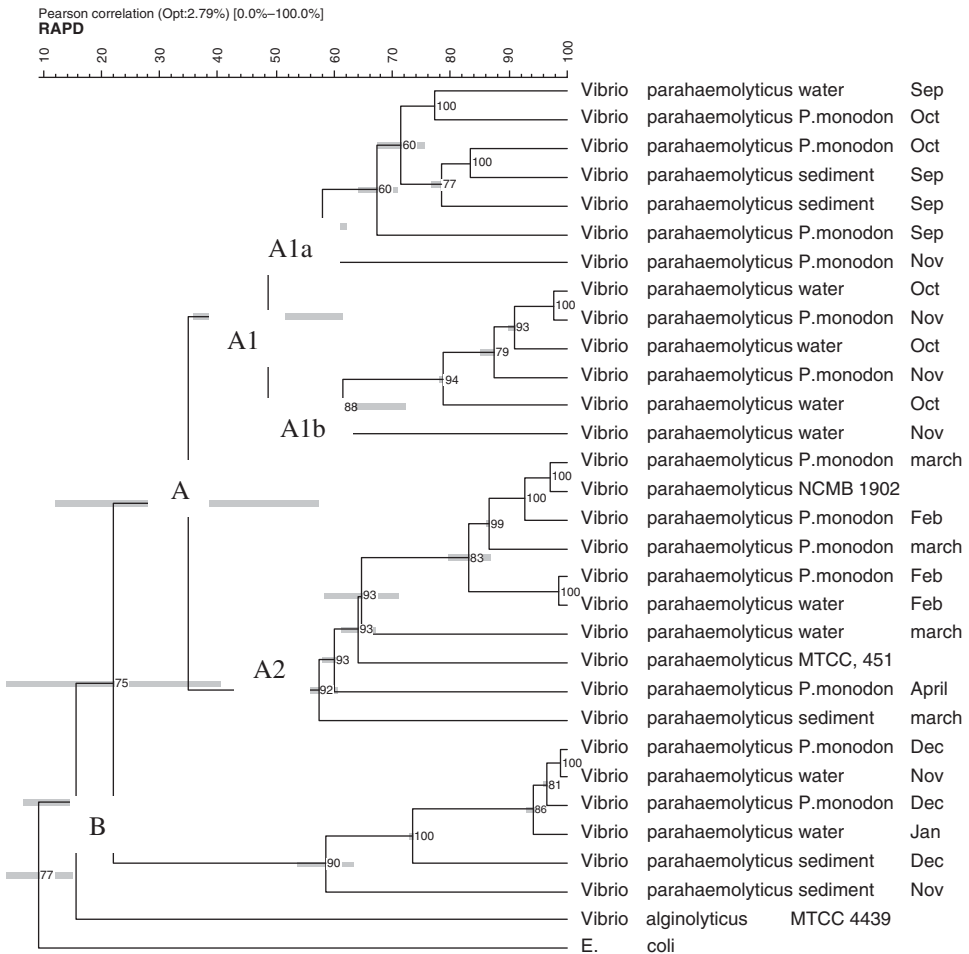 Pearson correlation (Opt:2.79%) [0.0%–100.0%]
RAPD
10 20 30 40 50 60 70 80 90 100
Vibrio parahaemolyticus water Sep
100
Vibrio parahaemolyticus P.monodon Oct
60
Vibrio parahaemolyticus P.monodon Oct
100
Vibrio parahaemolyticus sediment Sep
77
60
Vibrio parahaemolyticus sediment Sep
Vibrio parahaemolyticus P.monodon Sep
A1a
Vibrio parahaemolyticus P.monodon Nov
Vibrio parahaemolyticus water Oct
100
Vibrio parahaemolyticus P.monodon Nov
93
A1
Vibrio parahaemolyticus water Oct
79
Vibrio parahaemolyticus P.monodon Nov
94
Vibrio parahaemolyticus water Oct
88
A1b
Vibrio parahaemolyticus water Nov
Vibrio parahaemolyticus P.monodon march
100
Vibrio parahaemolyticus NCMB 1902
A
100
Vibrio parahaemolyticus P.monodon Feb
99
Vibrio parahaemolyticus P.monodon march
83
Vibrio parahaemolyticus P.monodon Feb
100
93
Vibrio parahaemolyticus water Feb
93
Vibrio parahaemolyticus water march
93
Vibrio parahaemolyticus MTCC, 451
A2
75
92
Vibrio parahaemolyticus P.monodon April
Vibrio parahaemolyticus sediment march
Vibrio parahaemolyticus P.monodon Dec
100
Vibrio parahaemolyticus water Nov
81
Vibrio parahaemolyticus P.monodon Dec
86
B
Vibrio parahaemolyticus water Jan
100
Vibrio parahaemolyticus sediment Dec
90
77
Vibrio parahaemolyticus sediment Nov
Vibrio alginolyticus MTCC 4439
E. coli